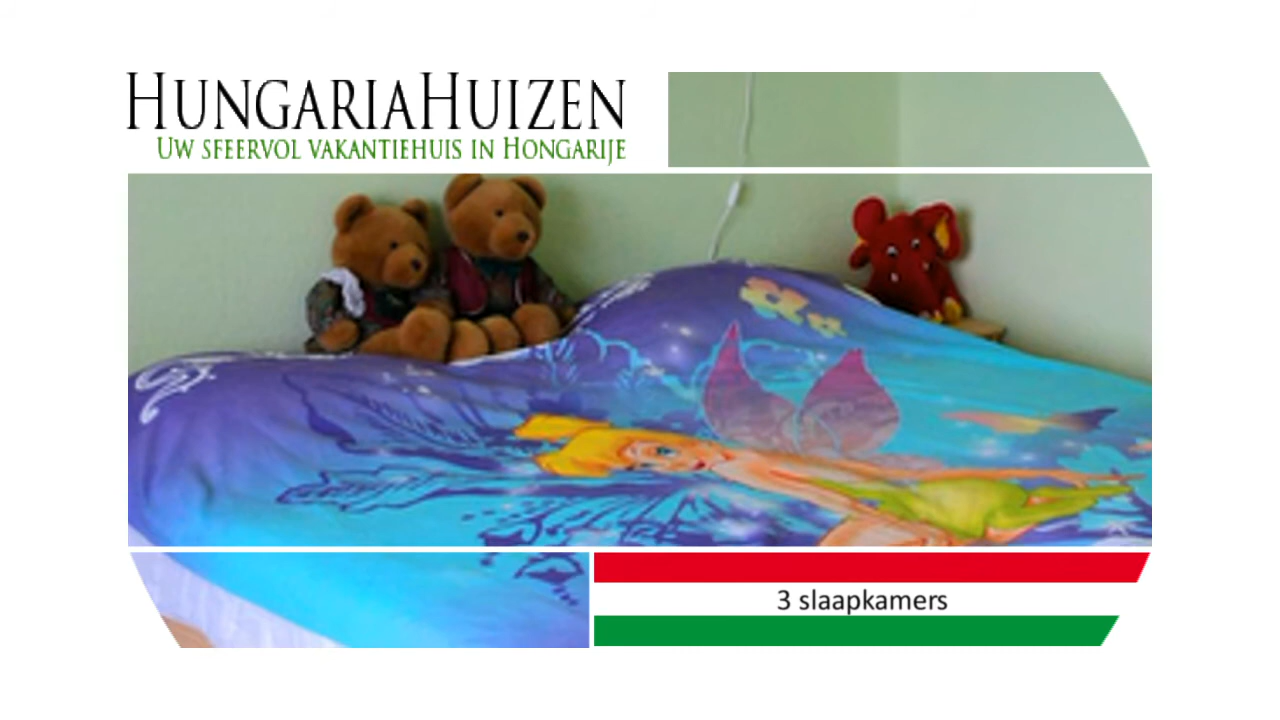 HUNGARIAHUIZEN
UW SFEERVOL VAKANTIEHUIS IN HONGARIJE
3 slaapkamers